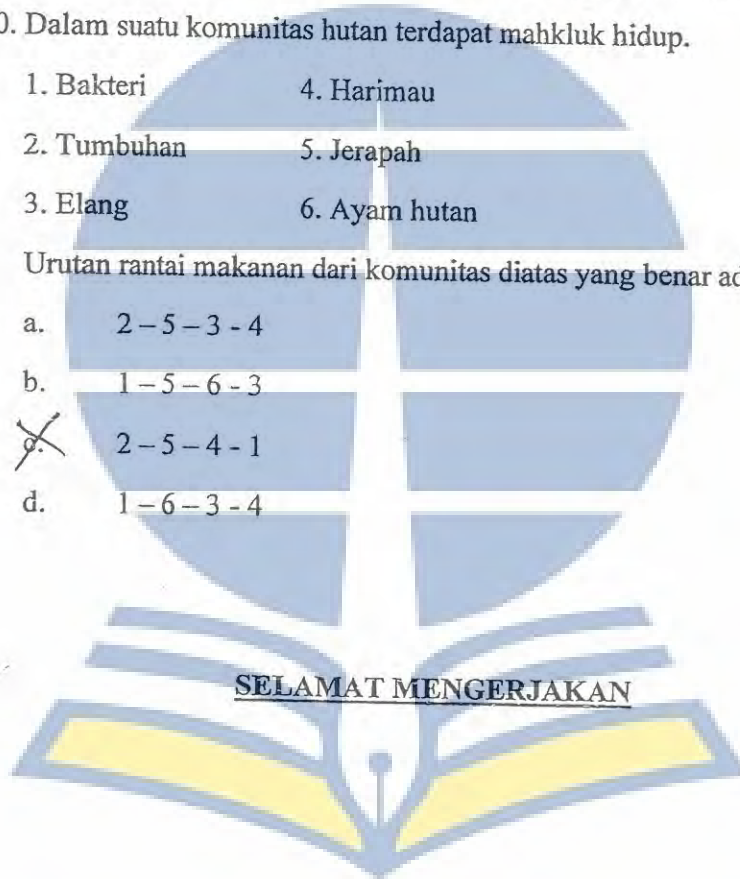 0. Dalam suatu komunitas hutan terdapat mahkluk hidup.
1. Bakteri 4. Harimau
2. Tumbuhan 5. Jerapah
3. Elang 6. Ayam hutan
Urutan rantai makanan dari komunitas diatas yang benar ad
a. 2 – 5 – 3 - 4
b. 1 – 5 – 6 - 3
c. 2 – 5 – 4 - 1
d. 1 – 6 – 3 - 4
SELAMAT MENGERJAKAN